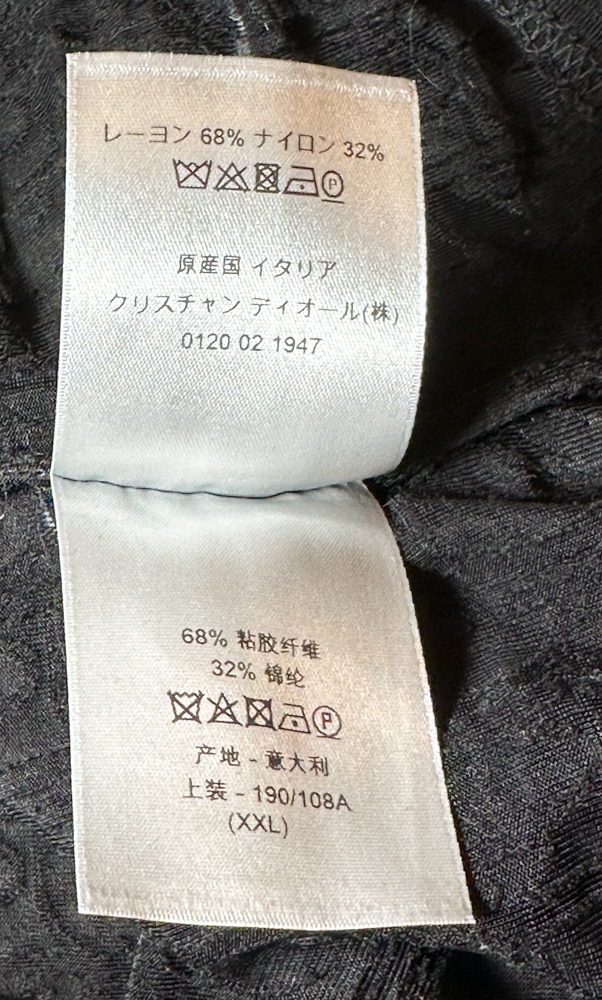 レーヨン 68% ナイロン 32%
P
原産国 イタリア
クリスチャン ディオール(株)
0120 02 1947
68% 粘胶纤维
32% 锦纶
P
产地 - 意大利
上装 - 190/108A
(XXL)